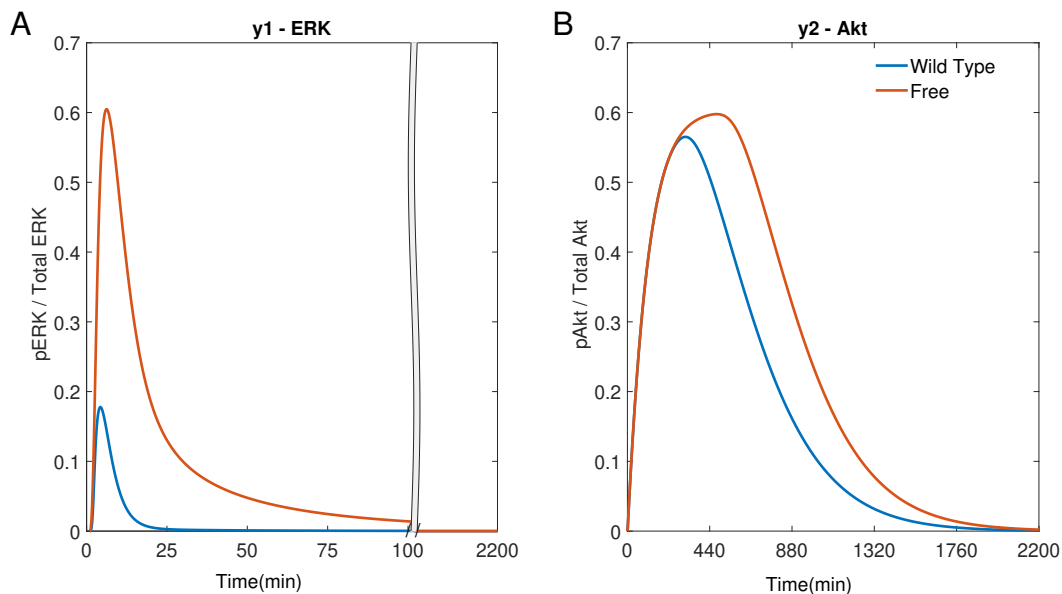 A
y1 - ERK
0.7
0.6
0.5
0.4
0.3
0.2
0.1
0
pERK / Total ERK
0 25 50 75 100 2200
Time(min)
B
y2 - Akt
Wild Type
Free
0.7
0.6
0.5
0.4
0.3
0.2
0.1
0
pAkt / Total Akt
0 440 880 1320 1760 2200
Time(min)